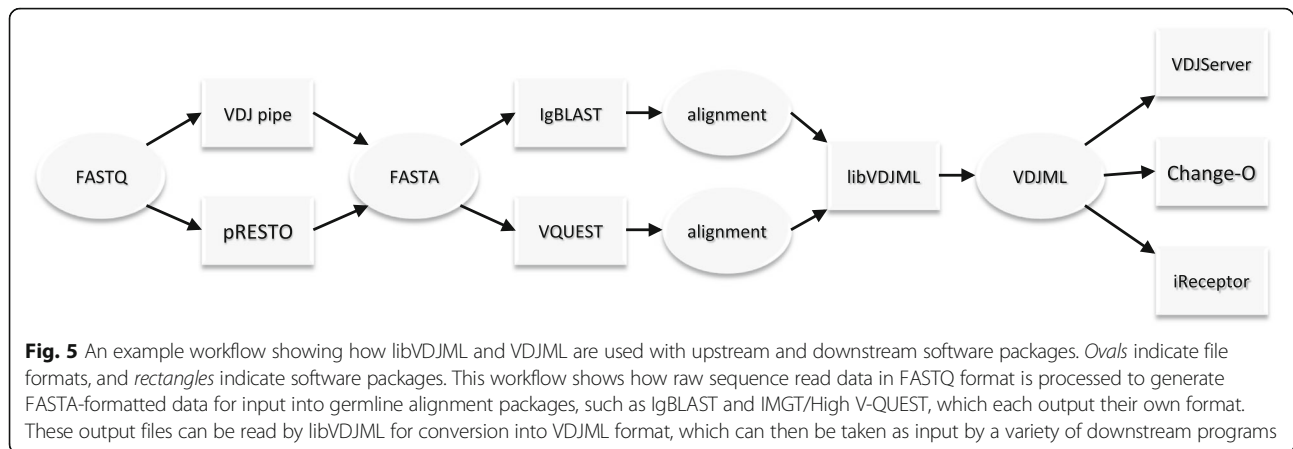 VDJServer
VDJ pipe
IgBLAST
alignment
FASTQ
FASTA
libVDJML
VDJML
Change-O
pRESTO
VQUEST
alignment
iReceptor
Fig. 5 An example workflow showing how libVDJML and VDJML are used with upstream and downstream software packages. Ovals indicate file
formats, and rectangles indicate software packages. This workflow shows how raw sequence read data in FASTQ format is processed to generate
FASTA-formatted data for input into germline alignment packages, such as IgBLAST and IMGT/High V-QUEST, which each output their own format.
These output files can be read by libVDJML for conversion into VDJML format, which can then be taken as input by a variety of downstream programs